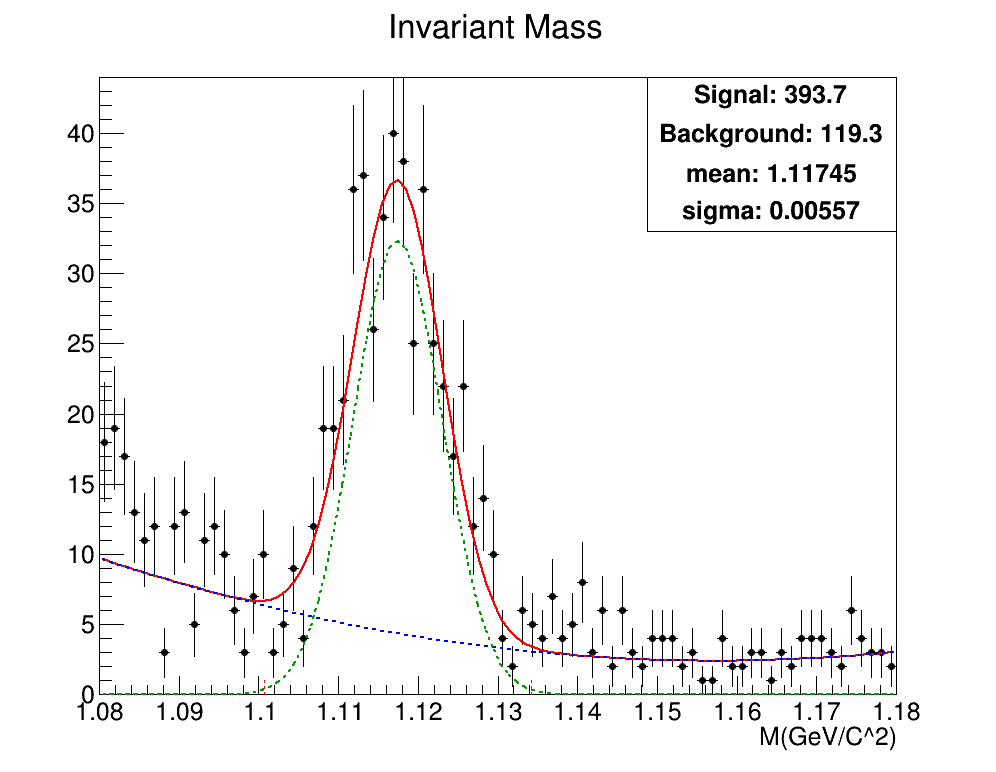 Invariant Mass
Signal: 393.7
Background: 119.3
mean: 1.11745
sigma: 0.00557
40
35
30
25
20
15
10
5
0
1.08 1.09 1.1 1.11 1.12 1.13 1.14 1.15 1.16 1.17 1.18
M(GeV/C^2)